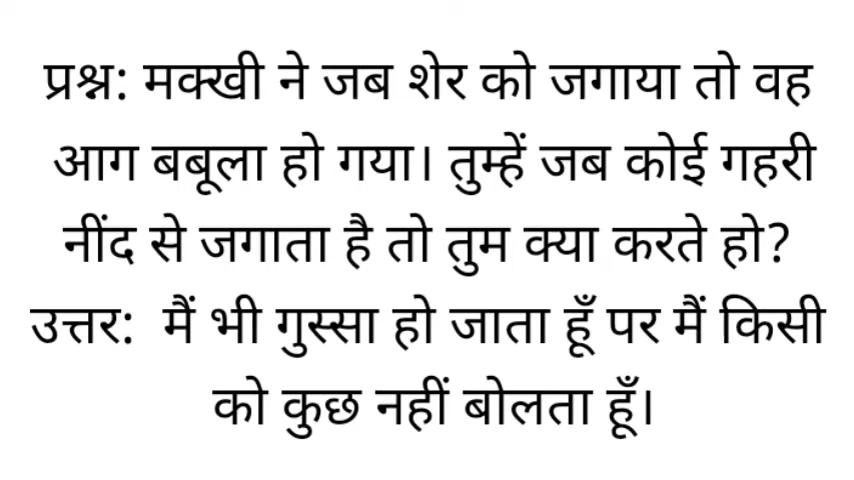 प्रश्न: मक्खी ने जब शेर को जगाया तो वह
आग बबूला हो गया। तुम्हें जब कोई गहरी
नींद से जगाता है तो तुम क्या करते हो?
उत्तर: मैं भी गुस्सा हो जाता हूँ पर मैं किसी
को कुछ नहीं बोलता हूँ।